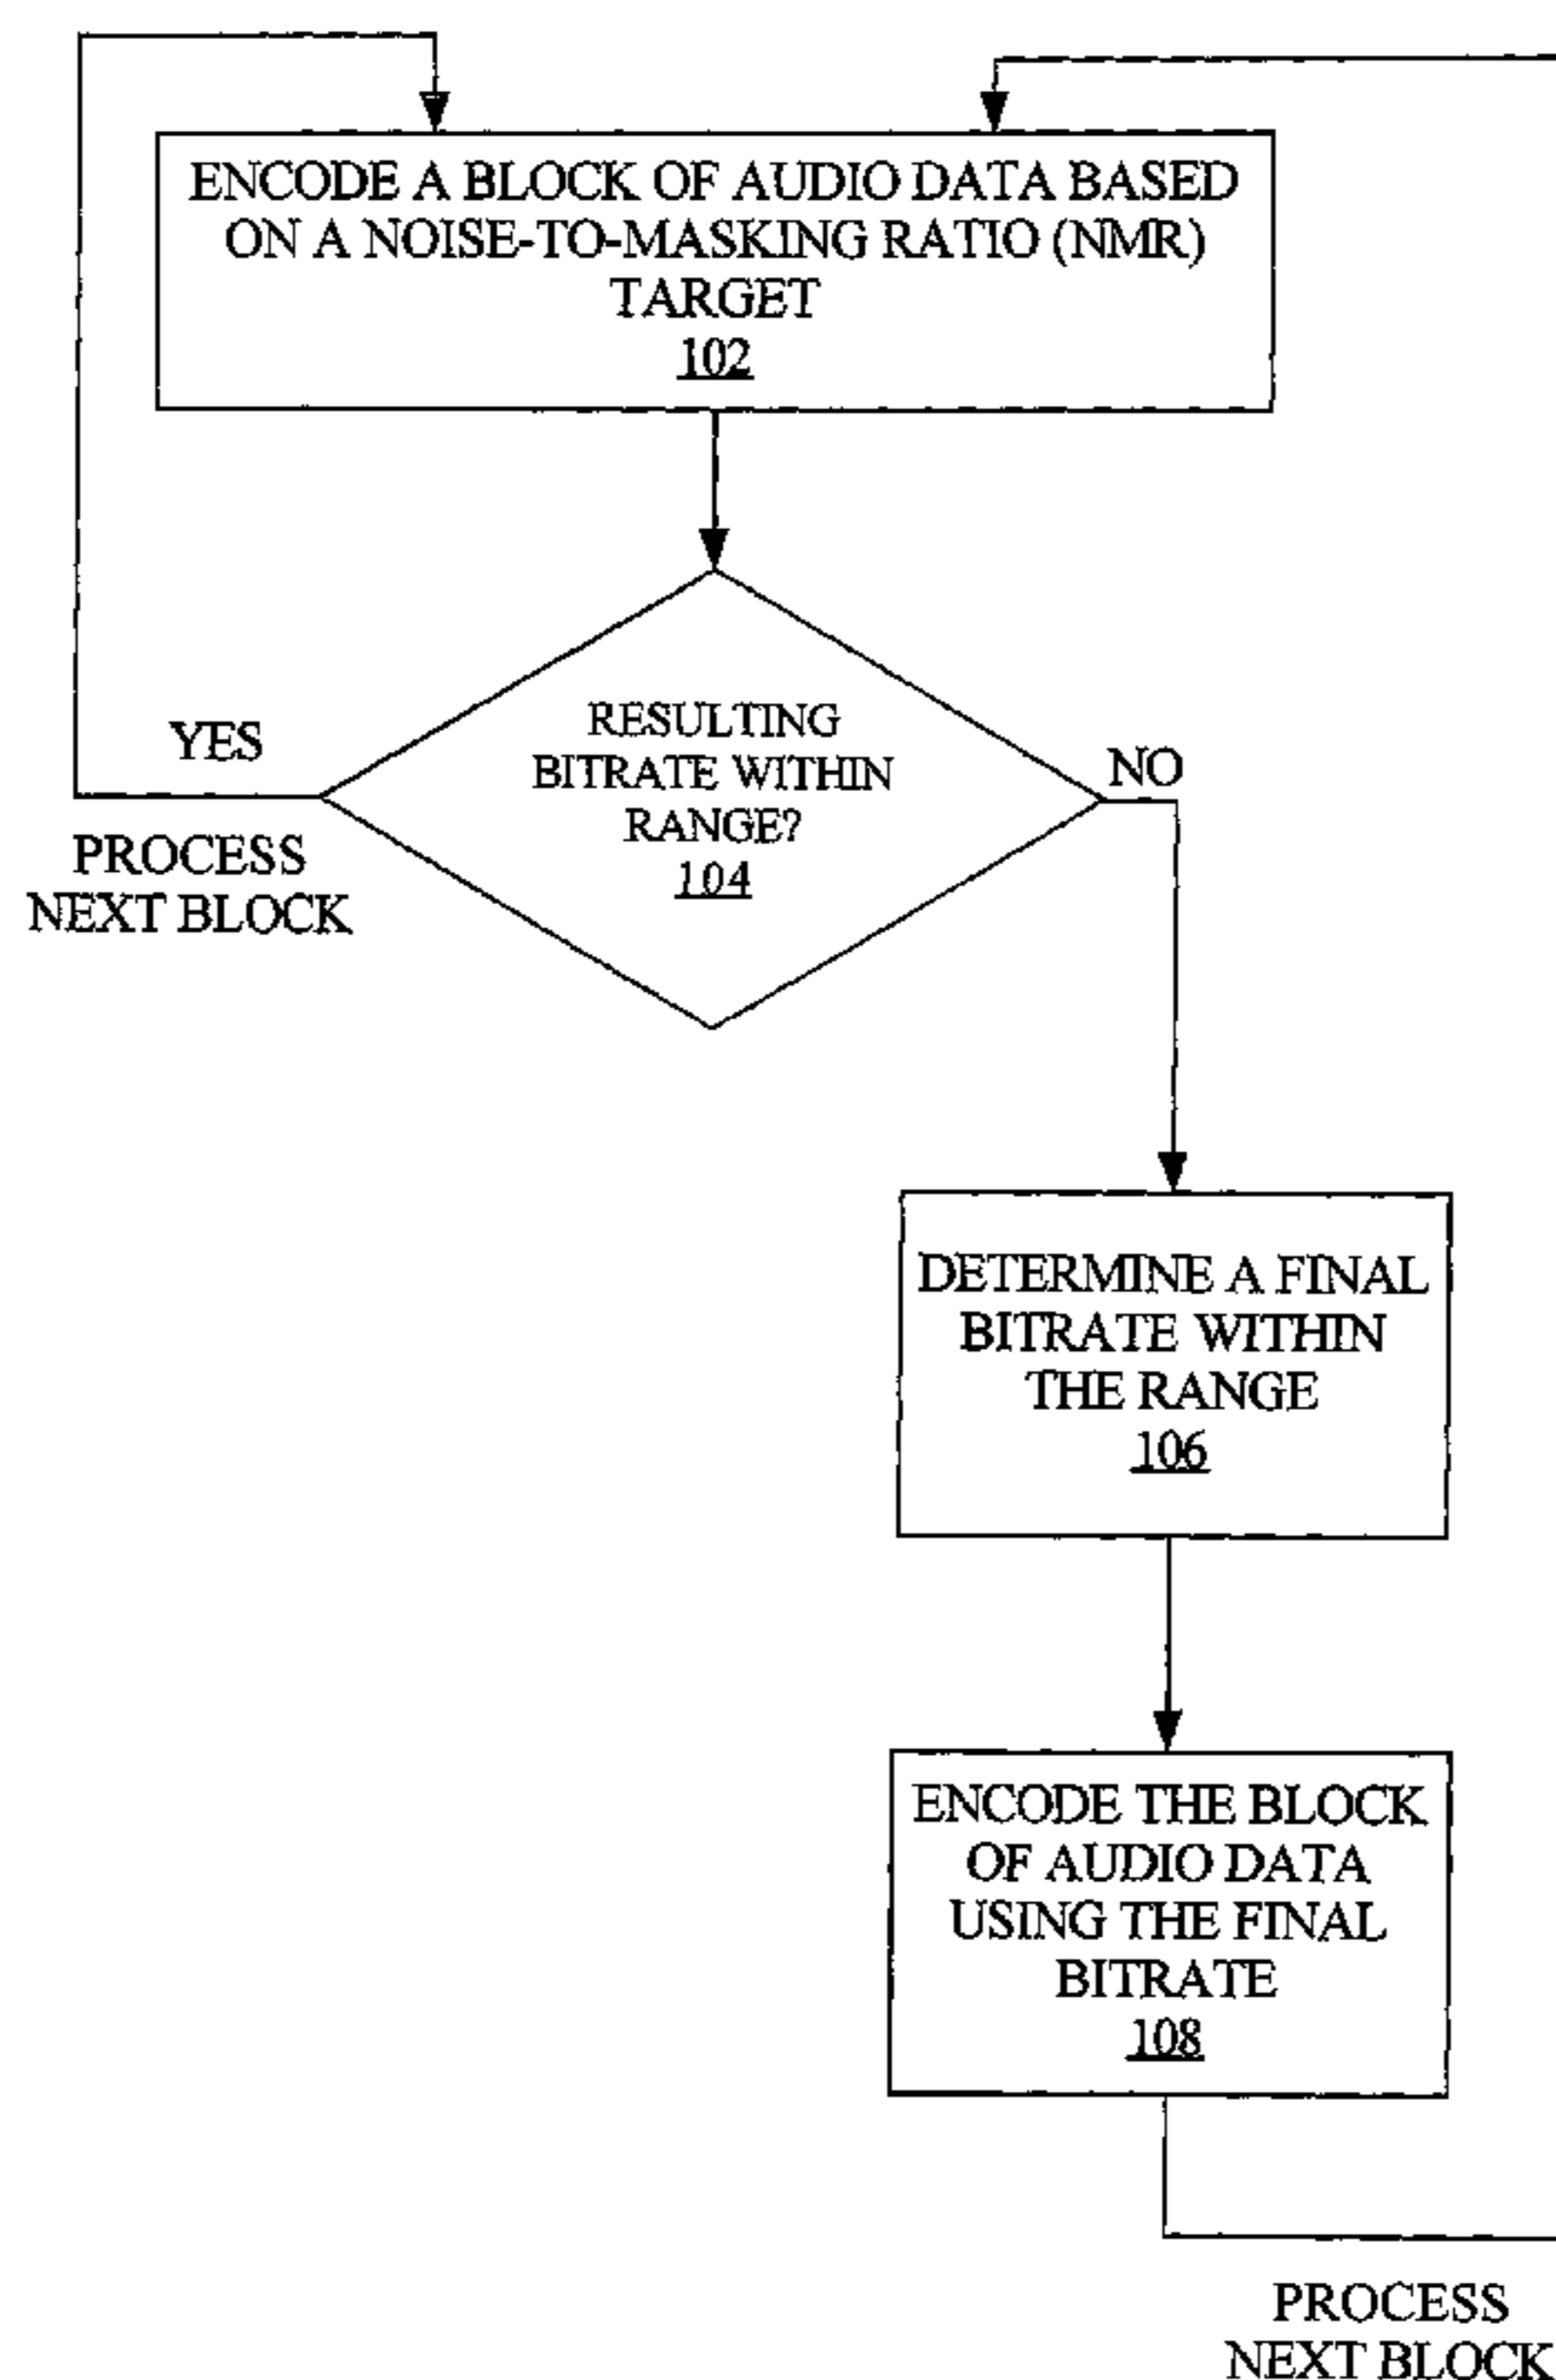 ENCODE A BLOCK OF AUDIO DATA BASED
ON A NOISE-TO-MASKING RATIO (NMR)
TARGET
102
RESULTING
BITRATE WITHIN
RANGE?
104
YES
PROCESS
NEXT BLOCK
NO
DETERMINE A FINAL
BITRATE WITHIN
THE RANGE
106
ENCODE THE BLOCK
OF AUDIO DATA
USING THE FINAL
BITRATE
108
PROCESS
NEXT BLOCK